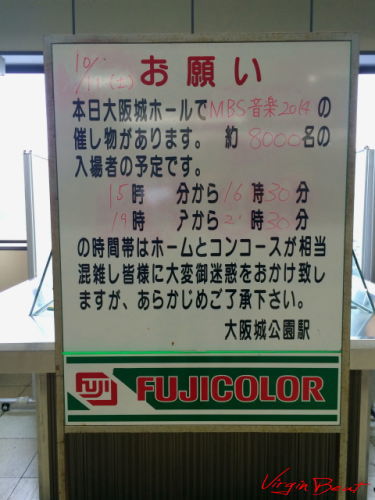 10/11(土) お願い
本日大阪城ホールでMBS音楽2014の
催し物があります。 約8000名の
入場者の予定です。
15時 分から16時30分
19時 分から21時30分
の時間帯はホームとコンコースが相当
混雑し皆様に大変御迷惑をおかけ致し
ますが、あらかじめご了承下さい。
大阪城公園駅
FUJI FUJICOLOR
Virgin Beat